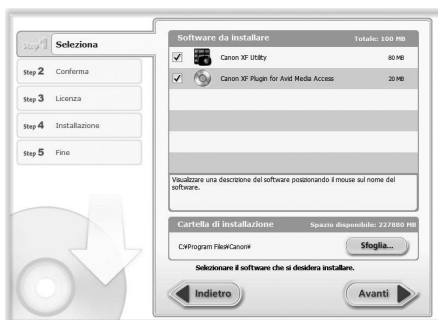 Step 1 Seleziona
Step 2 Conferma
Step 3 Licenza
Step 4 Installazione
Step 5 Fine
Software da installare Totale: 100 MB
Canon XF Utility 80 MB
Canon XF Plugin for Avid Media Access 20 MB
Visualizzare una descrizione del software posizionando il mouse sul nome del
software.
Cartella di installazione Spazio disponibile: 227880 MB
C:¥Program Files¥Canon¥ Sfoglia...
Selezionare il software che si desidera installare.
Indietro Avanti